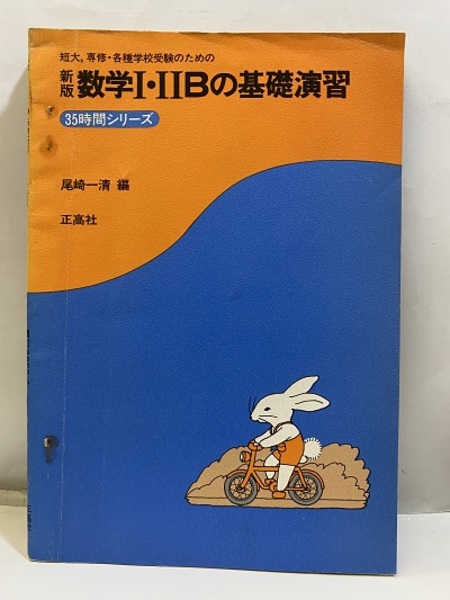 短大,専修・各種学校受験のための
新版 数学I・IIBの基礎演習
35時間シリーズ
尾崎一清 編
正高社